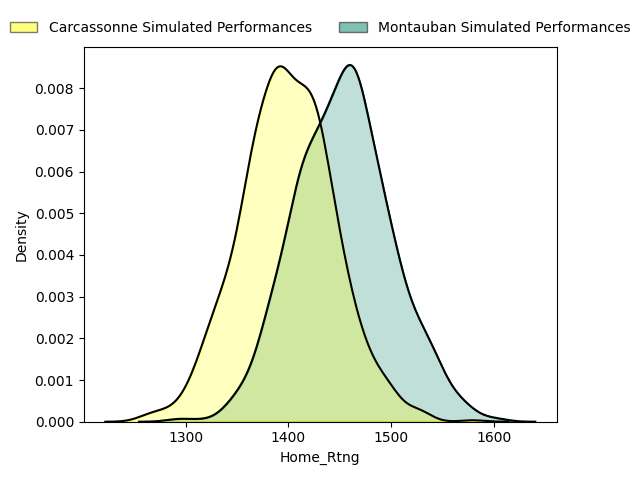 Carcassonne Simulated Performances Montauban Simulated Performances
0.008
0.007
0.006
0.005
0.004
0.003
0.002
0.001
0.000
Density
1300 1400 1500 1600
Home_Rtng